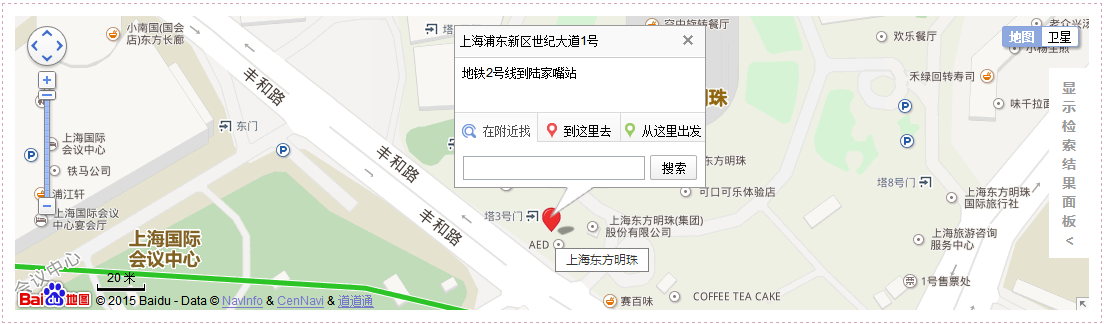 小南国(国会
店)东方长廊
塔
空中旋转餐厅
老众兴汤
欢乐餐厅
地图
卫星
小杨生煎
上海浦东新区世纪大道1号
地铁2号线到陆家嘴站
在附近找
到这里去
从这里出发
搜索
丰和路
明珠
禾绿回转寿司
味千拉面
P
显示检索结果面板
<
东门
P
P
P
上海国际
会议中心
铁马公司
浦江轩
上海国际会议
中心宴会厅
丰和路
东方明珠
可口可乐体验店
塔8号门
上海东方明珠
国际旅行社
塔3号门
上海东方明珠(集团)
股份有限公司
丰和路
AED
上海东方明珠
上海旅游咨询
服务中心
上海国际
会议中心
会议中心
20 米
1号售票处
COFFEE TEA CAKE
赛百味
Bai du 地图
© 2015 Baidu - Data © NavInfo & CenNavi & 道道通